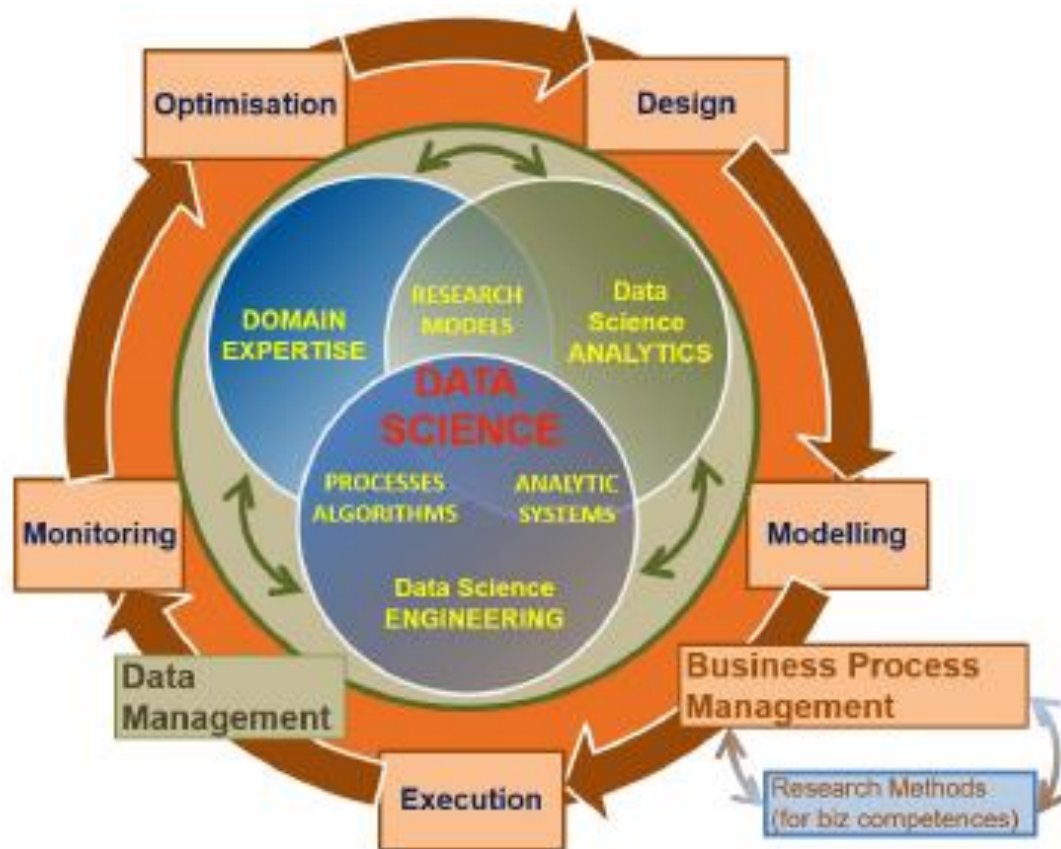 Optimisation
Design
DOMAIN
EXPERTISE
RESEARCH
MODELS
Data
Science
ANALYTICS
DATA
SCIENCE
PROCESSES
ALGORITHMS
ANALYTIC
SYSTEMS
Monitoring
Modelling
Data Science
ENGINEERING
Data
Management
Business Process
Management
Execution
Research Methods
(for biz competences)